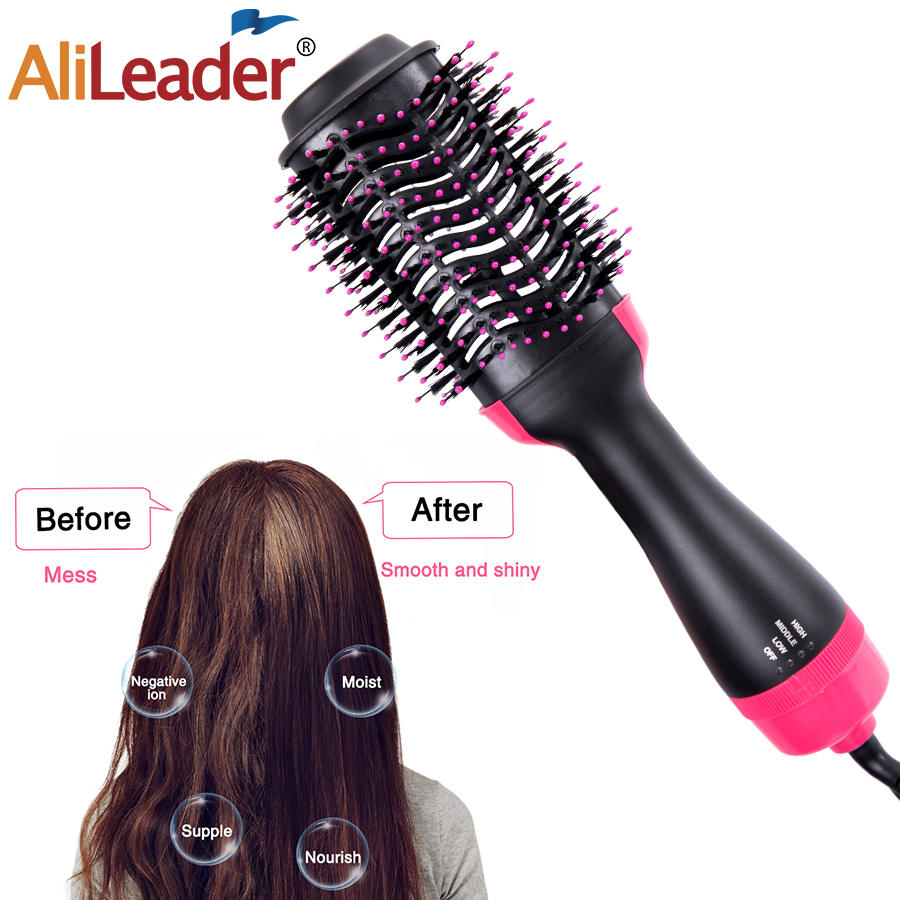 AliLeader®
Before
Mess
After
Smooth and shiny
Negative
ion
Moist
Supple
Nourish
OFF
LOW
MIDDLE
HIGH